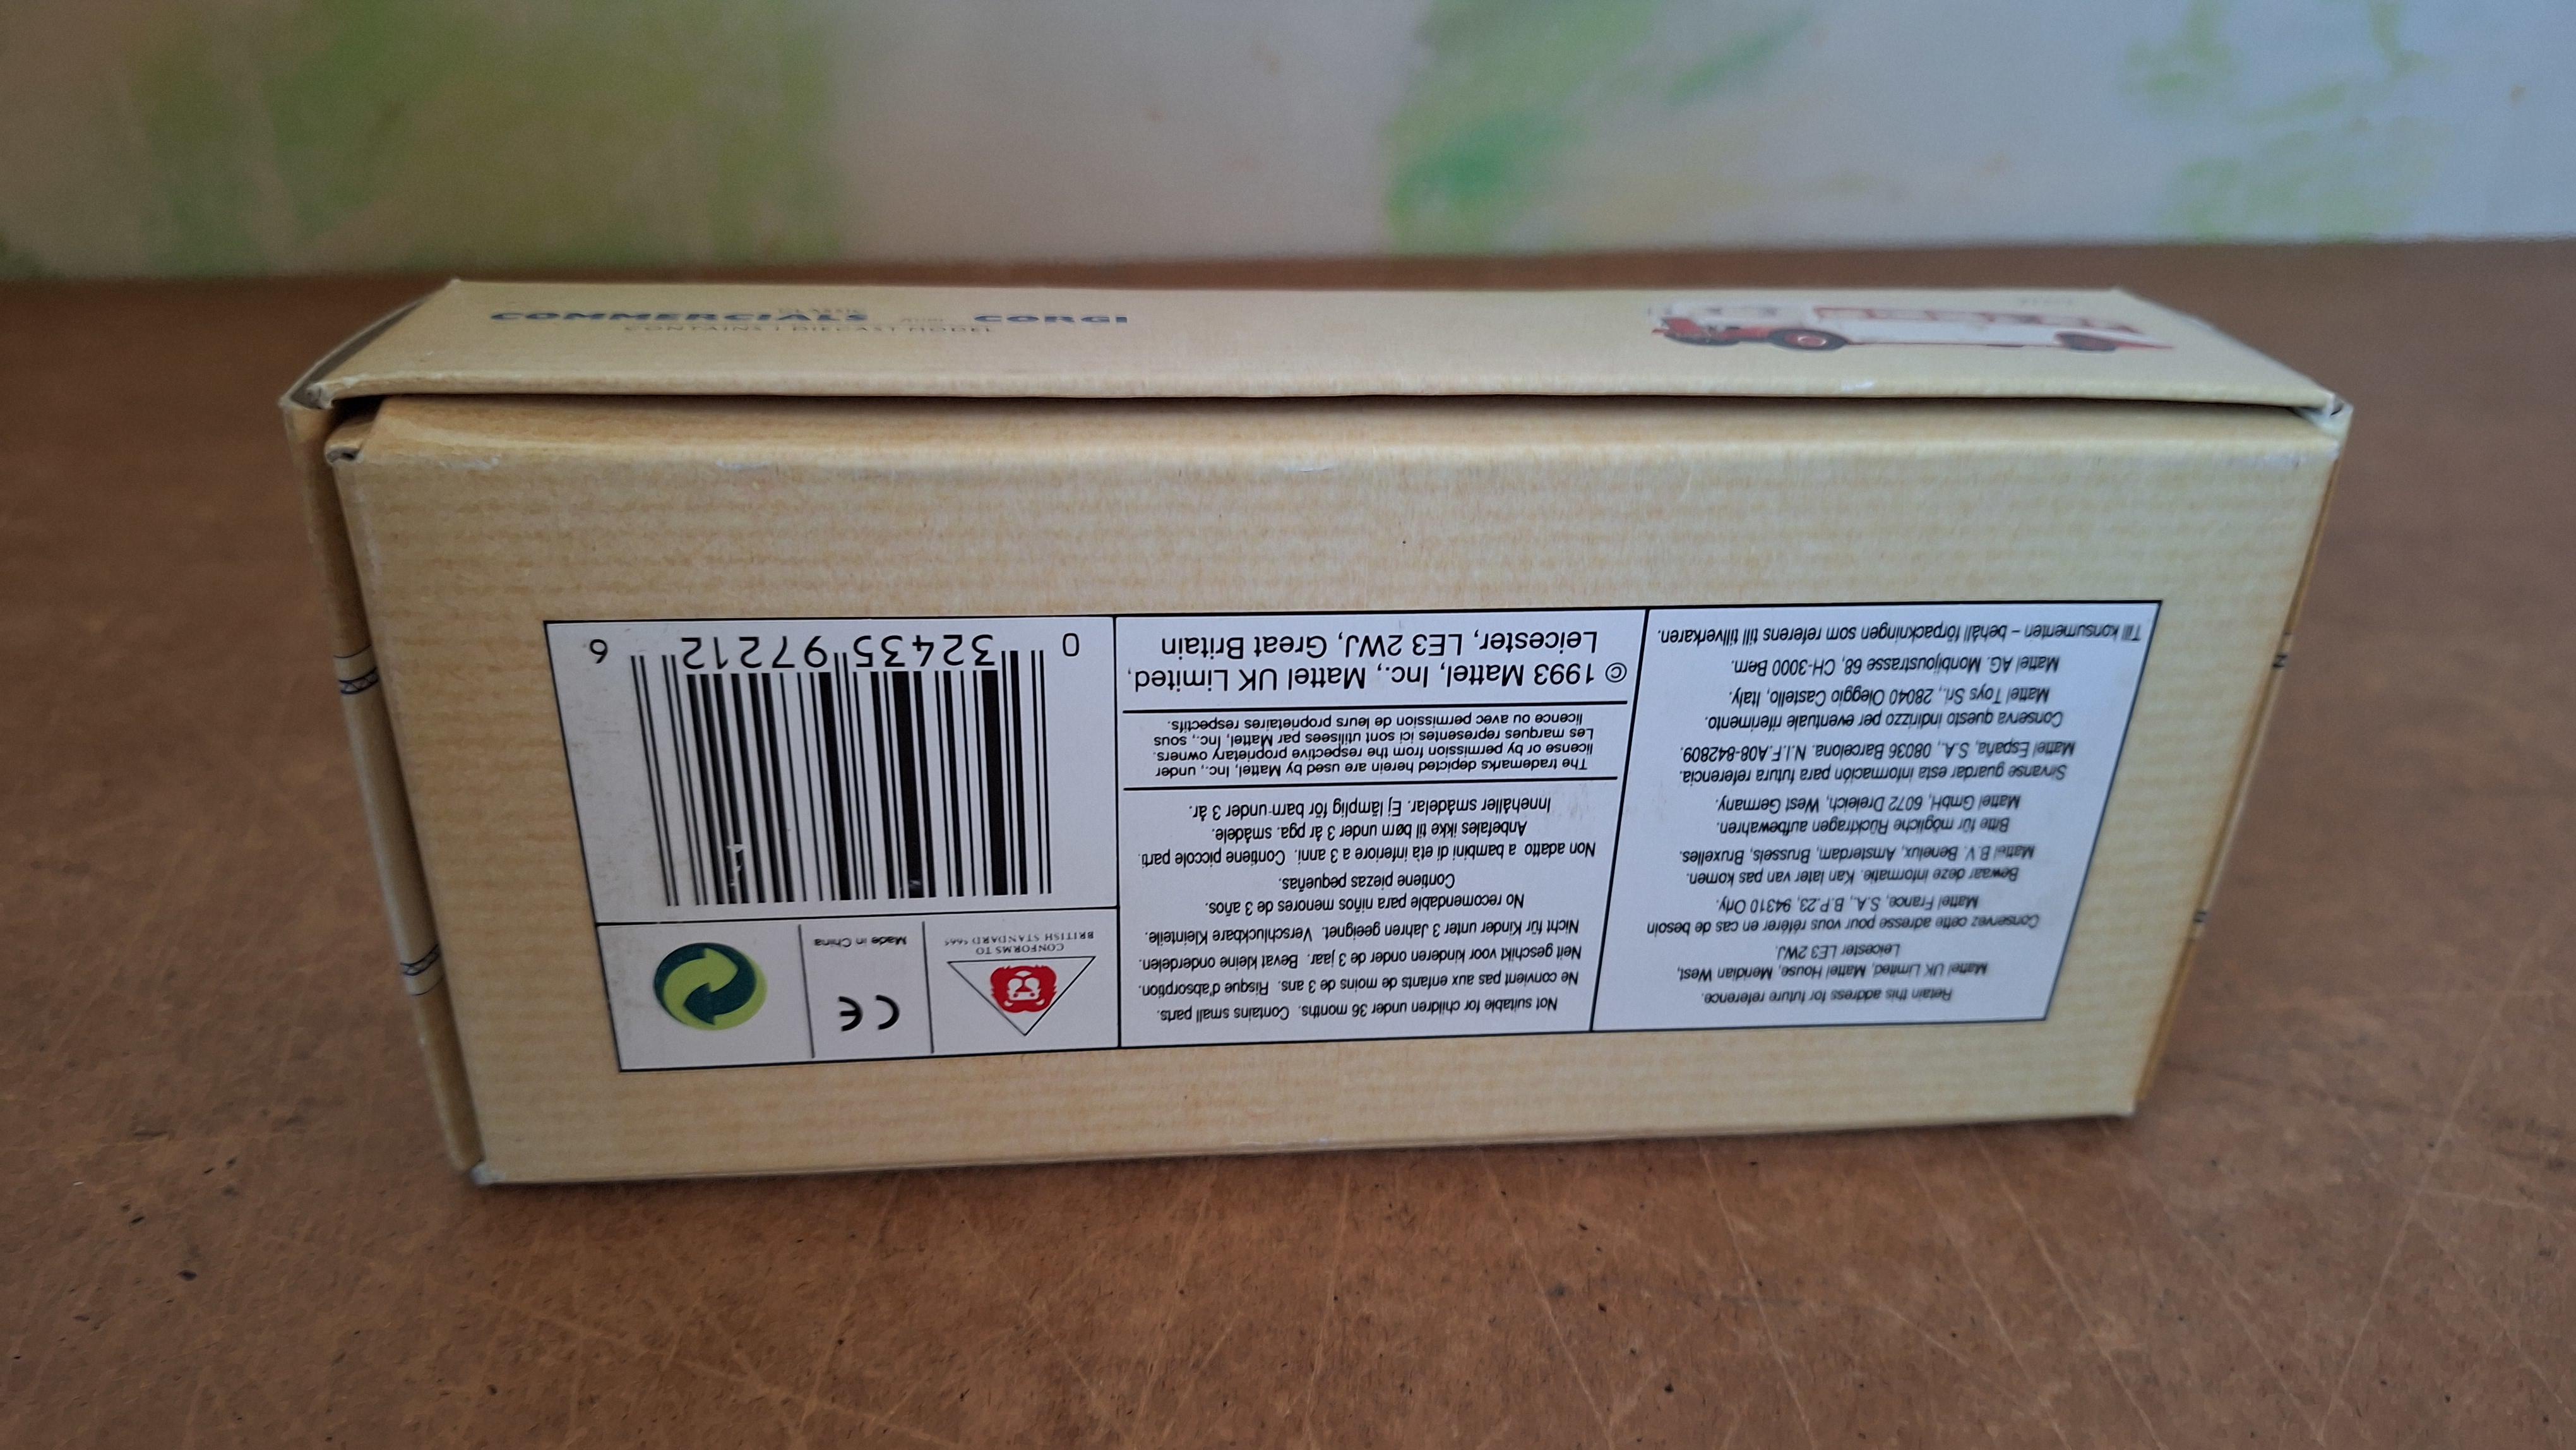 CLASSIC
COMMERCIALS from CORGI
CONTAINS 1 DIECAST MODEL
Retain this address for future reference.
Mattel UK Limited, Mattel House, Meridian West,
Leicester LE3 2WJ.
Conservez cette adresse pour vous référer en cas de besoin
Mattel France, S.A., B.P.23, 94310 Orly.
Bewaar deze informatie. Kan later van pas komen.
Mattel B.V. Benelux, Amsterdam, Brussels, Bruxelles.
Bitte für mögliche Rückfragen aufbewahren.
Mattel GmbH, 6072 Dreieich, West Germany.
Sirvanse guardar esta información para futura referencia.
Mattel España, S.A., 08036 Barcelona. N.I.F. A08-842809.
Conserva questo indirizzo per eventuale riferimento.
Mattel Toys Srl., 28040 Oleggio Castello, Italy.
Mattel AG. Monbijoustrasse 68, CH-3000 Bern.
Till konsumenten – behåll förpackningen som referens till tillverkaren.
Not suitable for children under 36 months. Contains small parts.
Ne convient pas aux enfants de moins de 3 ans. Risque d'absorption.
Neit geschikt voor kinderen onder de 3 jaar. Bevat kleine onderdelen.
Nicht für Kinder unter 3 Jahren geeignet. Verschluckbare Kleinteile.
No recomendable para niños menores de 3 años.
Contiene piezas pequeñas.
Non adatto a bambini di età inferiore a 3 anni. Contiene piccole parti.
Anbefales ikke til børn under 3 år pga. smådele.
Innehåller smådelar. Ej lämplig för barn under 3 år.
The trademarks depicted herein are used by Mattel, Inc., under
license or by permission from the respective proprietary owners.
Les marques representes ici sont utilisees par Mattel, Inc., sous
licence ou avec permission de leurs proprietaires respectifs.
© 1993 Mattel, Inc., Mattel UK Limited,
Leicester, LE3 2WJ, Great Britain
CONFORMS TO
BRITISH STANDARD 5665
CE
Made in China
0 32435 97212 6